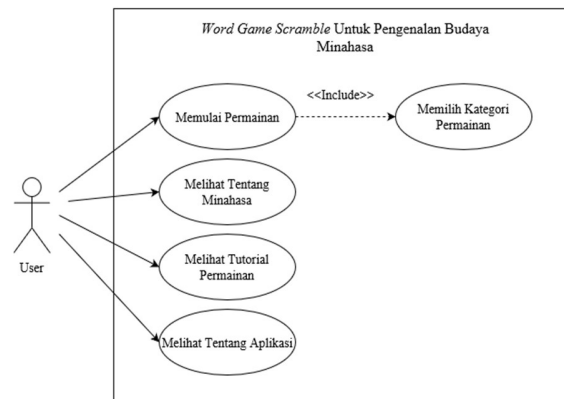 Word Game Scramble Untuk Pengenalan Budaya
Minahasa
<<Include>>
Memulai Permainan
Memilih Kategori
Permainan
Melihat Tentang
Minahasa
User
Melihat Tutorial
Permainan
Melihat Tentang Aplikasi